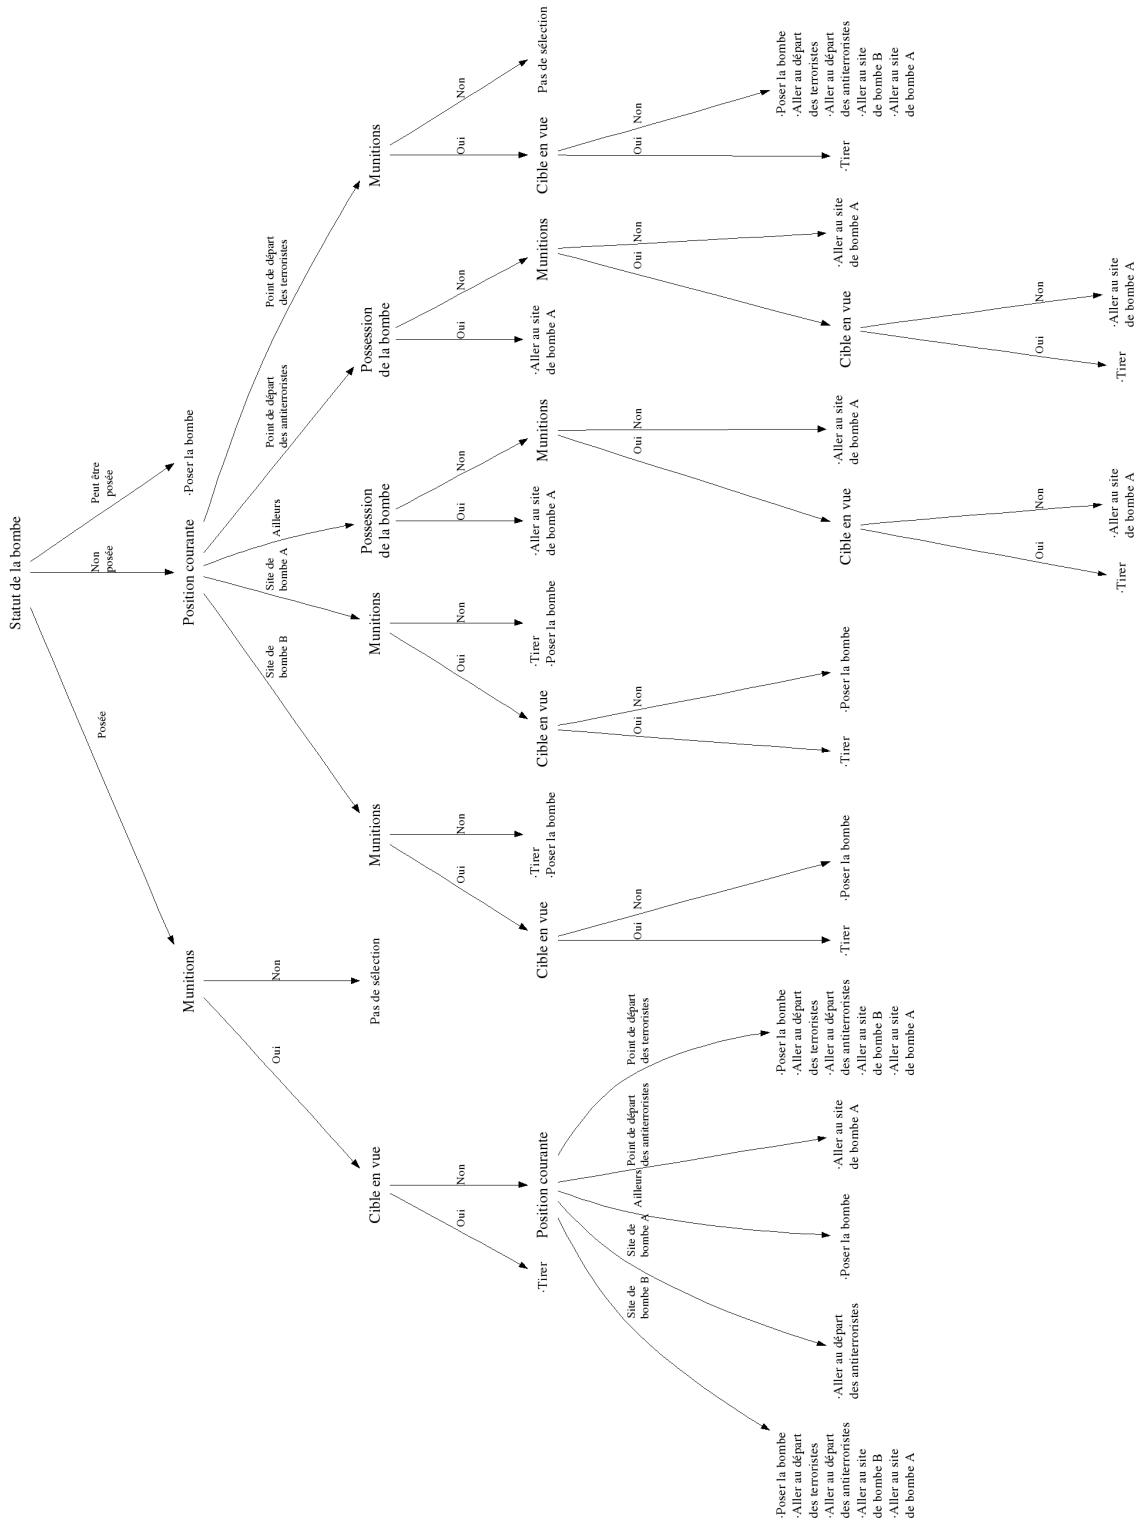 Statut de la bombe
Posée
Non
posée
Peut être
posée
Munitions
Position courante
·Poser la bombe
Oui
Non
Site de
bombe B
Site de
bombe A
Ailleurs
Point de départ
des antiterroristes
Point de départ
des terroristes
Cible en vue
Pas de sélection
Munitions
Munitions
Possession
de la bombe
Possession
de la bombe
Munitions
Oui
Non
Oui
Non
Oui
Non
Oui
Non
Oui
Non
Oui
Non
·Tirer
Position courante
Cible en vue
·Tirer
·Poser la bombe
Cible en vue
·Tirer
·Poser la bombe
·Aller au site
de bombe A
Munitions
·Aller au site
de bombe A
Munitions
Cible en vue
Pas de sélection
Site de
bombe B
Site de
bombe A
Ailleurs
Point de départ
des antiterroristes
Point de départ
des terroristes
Oui
Non
Oui
Non
Oui
Non
Oui
Non
Oui
Non
·Poser la bombe
·Aller au départ
des terroristes
·Aller au départ
des antiterroristes
·Aller au site
de bombe B
·Aller au site
de bombe A
·Aller au départ
des antiterroristes
·Poser la bombe
·Aller au site
de bombe A
·Poser la bombe
·Aller au départ
des terroristes
·Aller au départ
des antiterroristes
·Aller au site
de bombe B
·Aller au site
de bombe A
·Tirer
·Poser la bombe
·Tirer
·Poser la bombe
Cible en vue
·Aller au site
de bombe A
Cible en vue
·Aller au site
de bombe A
·Tirer
·Poser la bombe
·Aller au départ
des terroristes
·Aller au départ
des antiterroristes
·Aller au site
de bombe B
·Aller au site
de bombe A
Oui
Non
Oui
Non
·Tirer
·Aller au site
de bombe A
·Tirer
·Aller au site
de bombe A